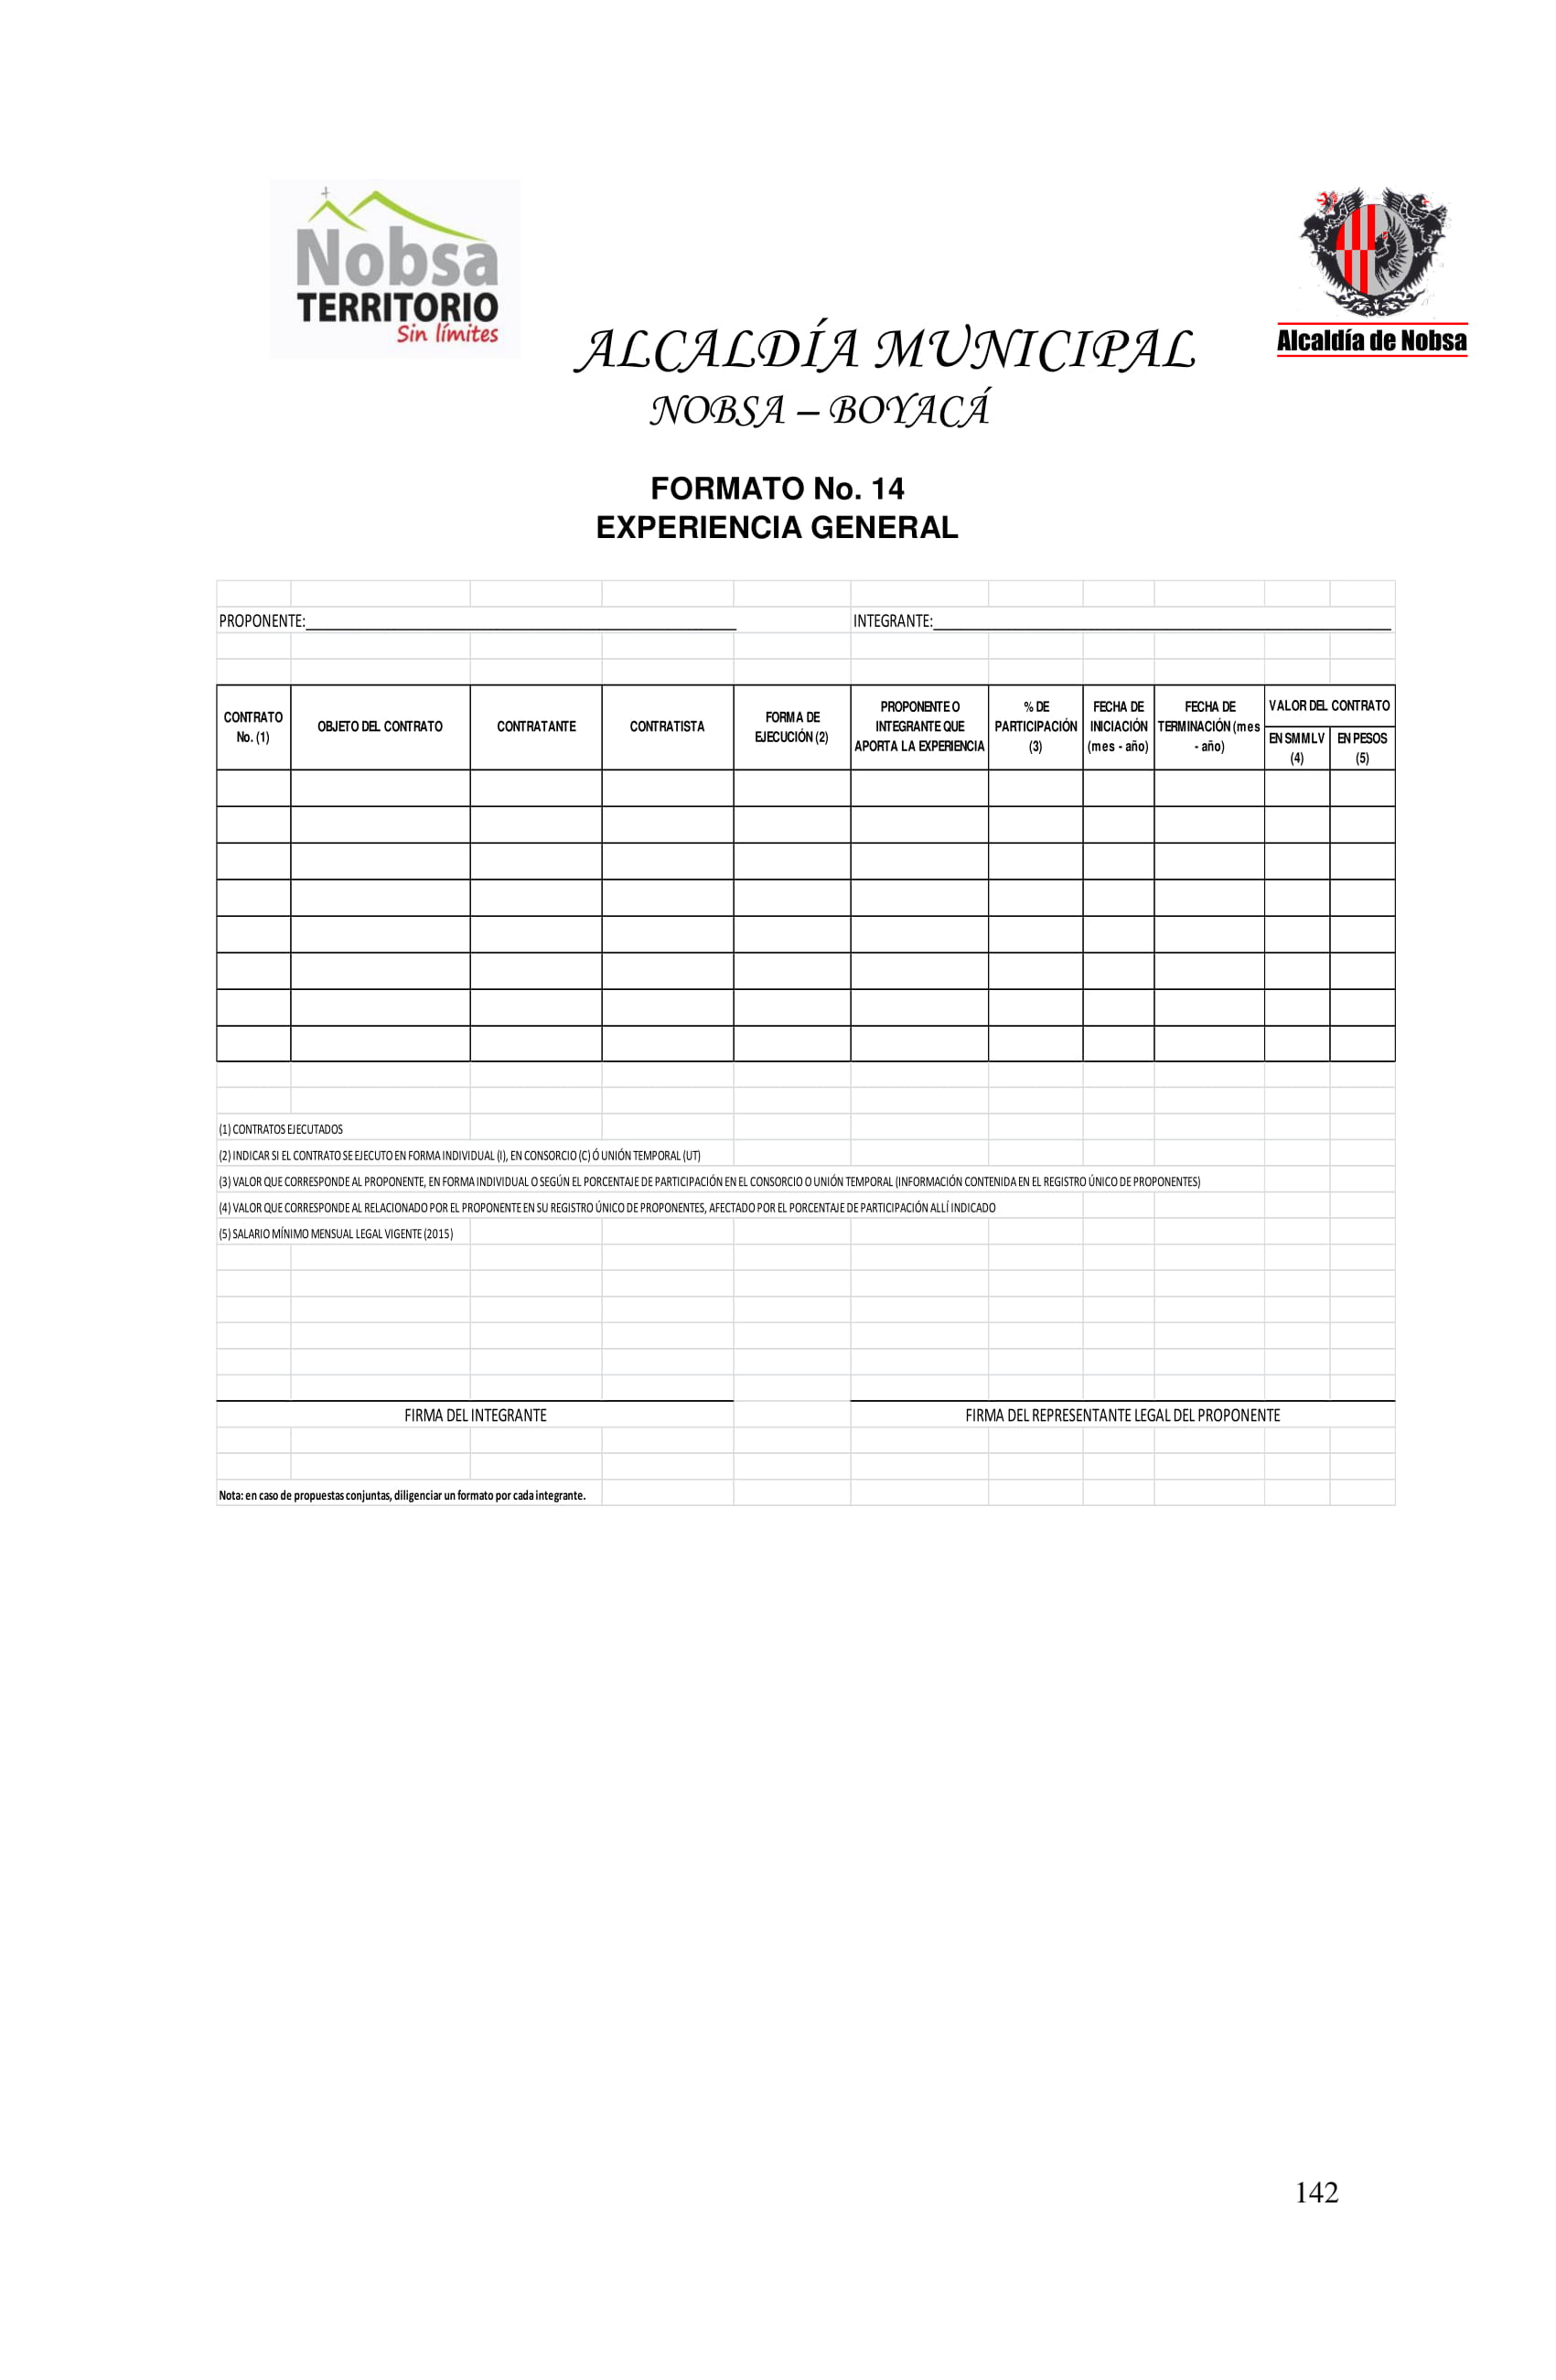 Nobsa
TERRITORIO
Sin límites
Alcaldía de Nobsa
ALCALDÍA MUNICIPAL
NOBSA – BOYACÁ
FORMATO No. 14
EXPERIENCIA GENERAL
PROPONENTE:
INTEGRANTE:
CONTRATO
No. (1)
OBJETO DEL CONTRATO
CONTRATANTE
CONTRATISTA
FORMA DE
EJECUCIÓN (2)
PROPONENTE O
INTEGRANTE QUE
APORTA LA EXPERIENCIA
% DE
PARTICIPACIÓN
(3)
FECHA DE
INICIACIÓN
(mes - año)
FECHA DE
TERMINACIÓN (mes
- año)
VALOR DEL CONTRATO
EN SMMLV
(4)
EN PESOS
(5)
(1) CONTRATOS EJECUTADOS
(2) INDICAR SI EL CONTRATO SE EJECUTO EN FORMA INDIVIDUAL (I), EN CONSORCIO (C) Ó UNIÓN TEMPORAL (UT)
(3) VALOR QUE CORRESPONDE AL PROPONENTE, EN FORMA INDIVIDUAL O SEGÚN EL PORCENTAJE DE PARTICIPACIÓN EN EL CONSORCIO O UNIÓN TEMPORAL (INFORMACIÓN CONTENIDA EN EL REGISTRO ÚNICO DE PROPONENTES)
(4) VALOR QUE CORRESPONDE AL RELACIONADO POR EL PROPONENTE EN SU REGISTRO ÚNICO DE PROPONENTES, AFECTADO POR EL PORCENTAJE DE PARTICIPACIÓN ALLÍ INDICADO
(5) SALARIO MÍNIMO MENSUAL LEGAL VIGENTE (2015)
FIRMA DEL INTEGRANTE
FIRMA DEL REPRESENTANTE LEGAL DEL PROPONENTE
Nota: en caso de propuestas conjuntas, diligenciar un formato por cada integrante.
142